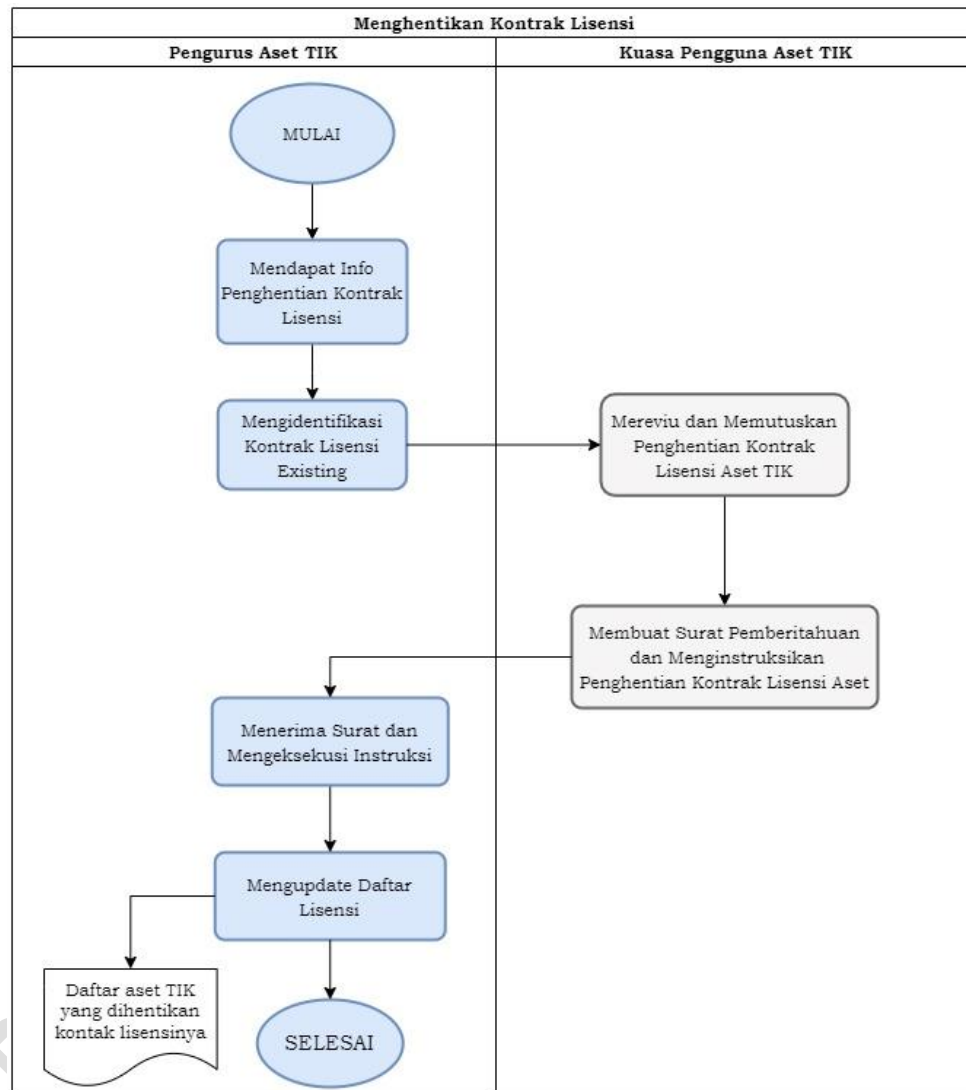 Menghentikan Kontrak Lisensi
Pengurus Aset TIK
Kuasa Pengguna Aset TIK
MULAI
Mendapat Info
Penghentian Kontrak
Lisensi
Mengidentifikasi
Kontrak Lisensi
Existing
Mereviu dan Memutuskan
Penghentian Kontrak
Lisensi Aset TIK
Membuat Surat Pemberitahuan
dan Menginstruksikan
Penghentian Kontrak Lisensi Aset
Menerima Surat dan
Mengeksekusi Instruksi
Mengupdate Daftar
Lisensi
Daftar aset TIK
yang dihentikan
kontak lisensinya
SELESAI